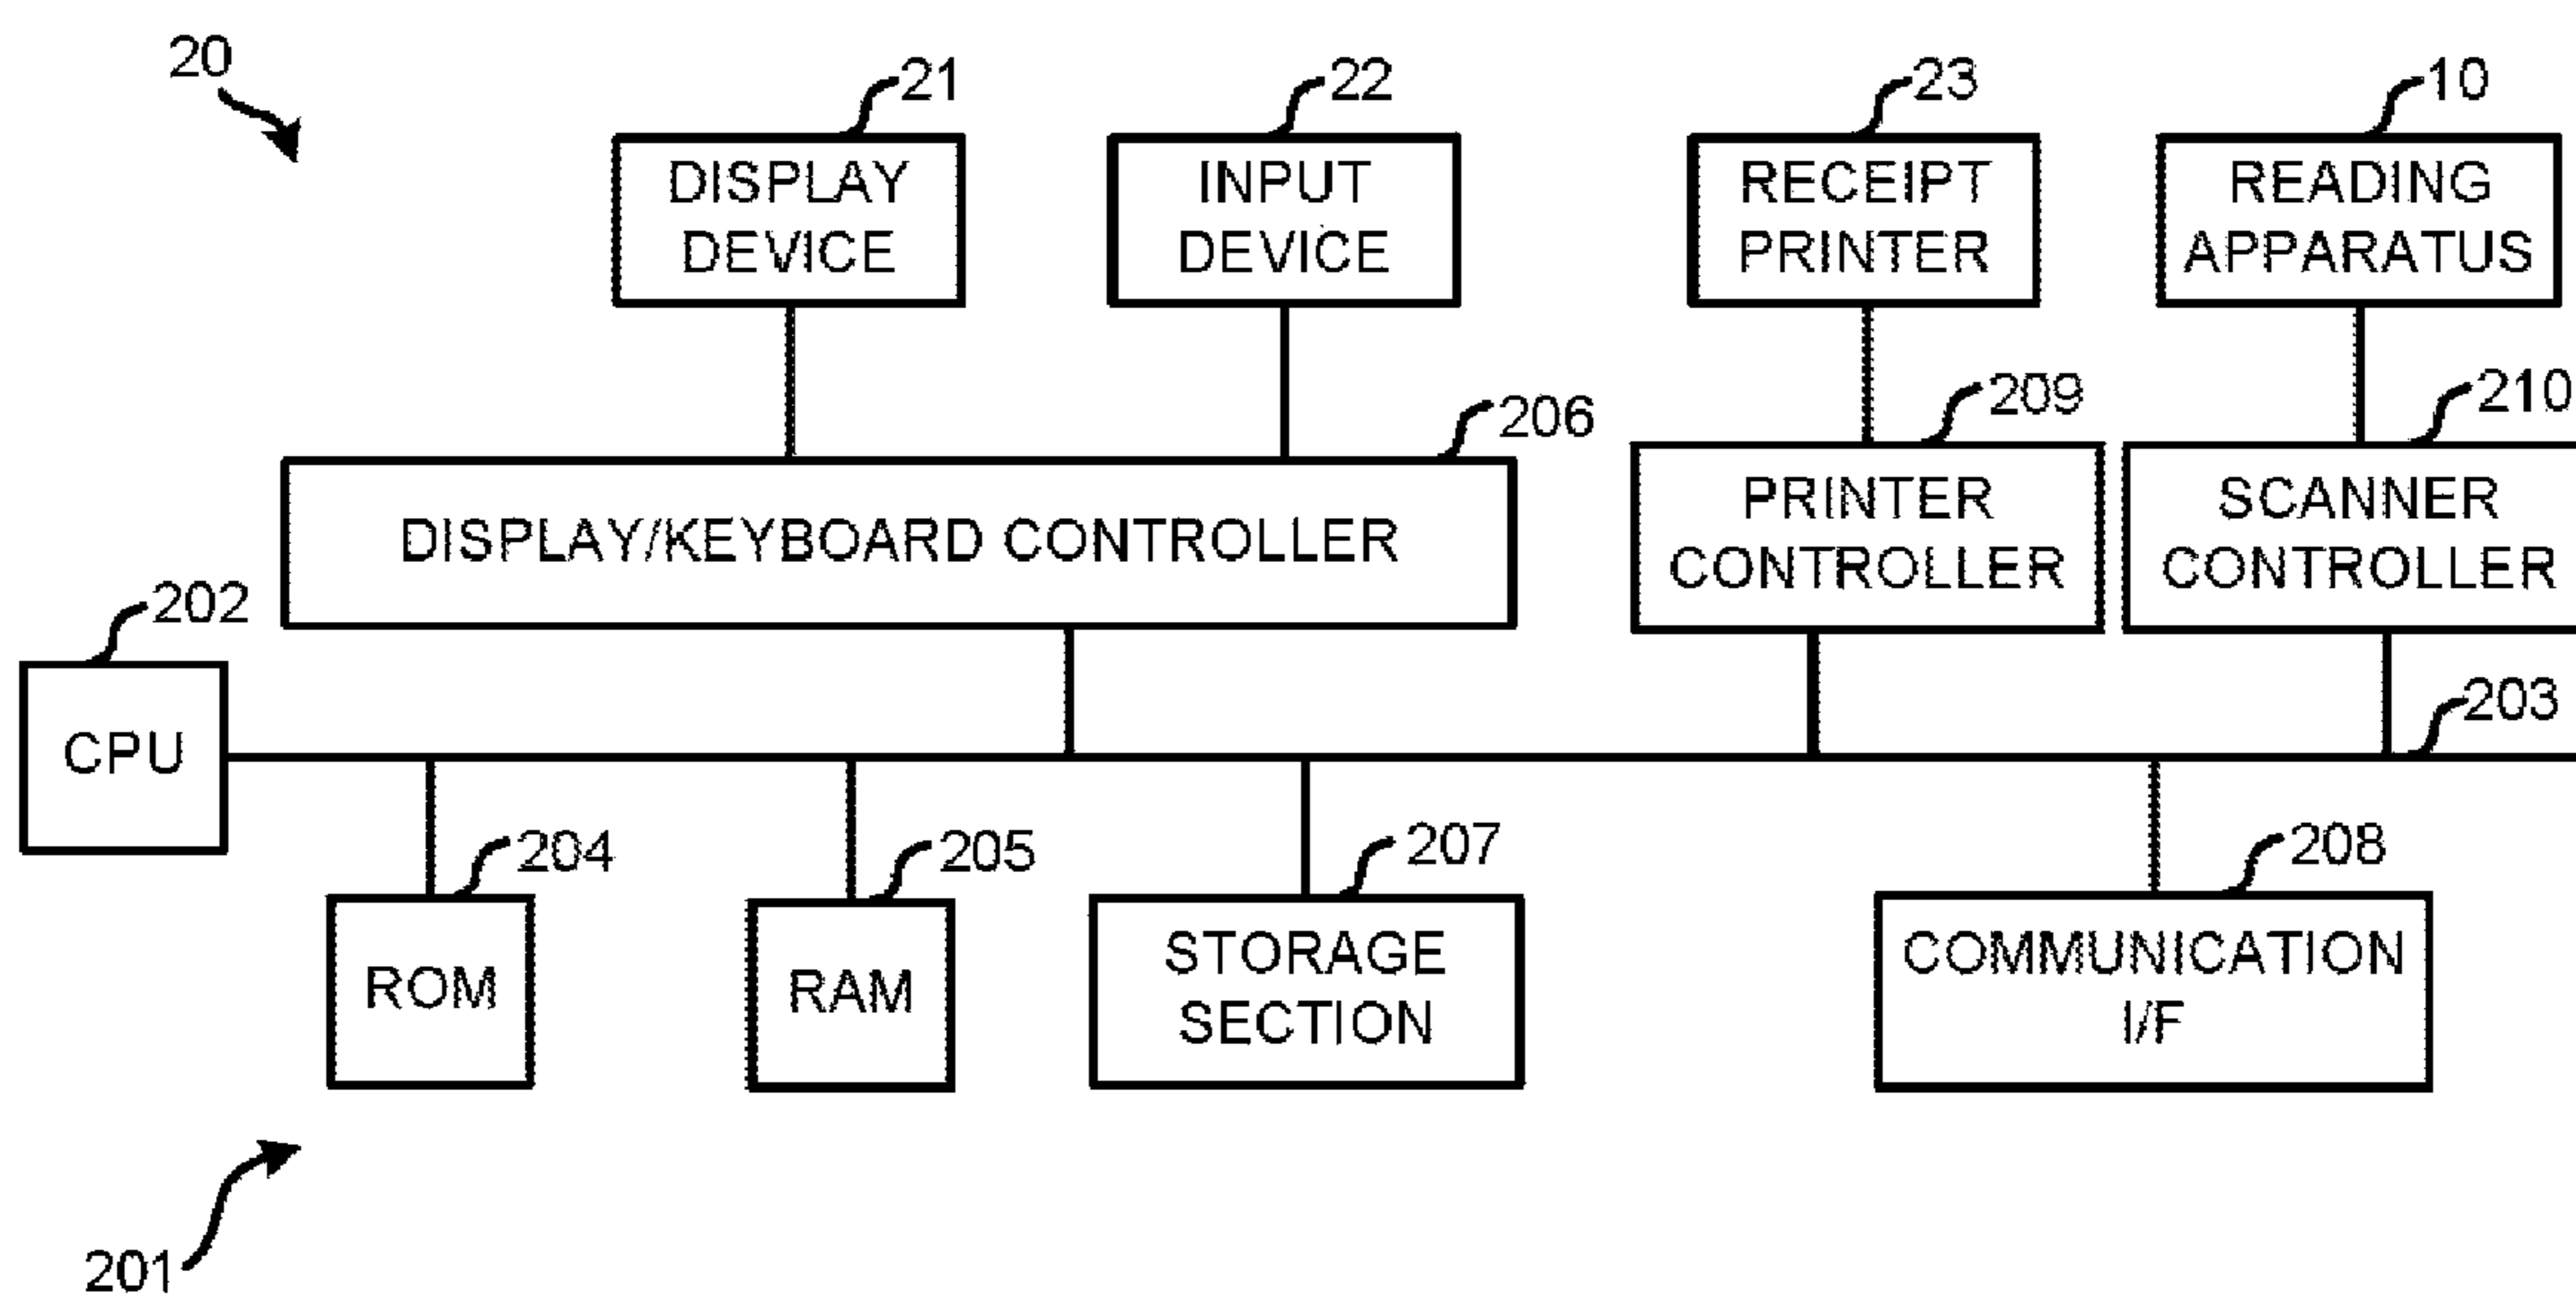 20
21
22
23
10
DISPLAY
DEVICE
INPUT
DEVICE
RECEIPT
PRINTER
READING
APPARATUS
206
209
210
DISPLAY/KEYBOARD CONTROLLER
PRINTER
CONTROLLER
SCANNER
CONTROLLER
202
CPU
203
204
205
207
208
ROM
RAM
STORAGE
SECTION
COMMUNICATION
I/F
201